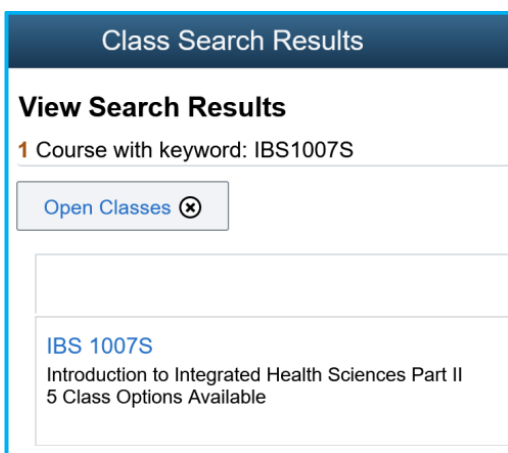 Class Search Results
View Search Results
1 Course with keyword: IBS1007S
Open Classes
IBS 1007S
Introduction to Integrated Health Sciences Part II
5 Class Options Available